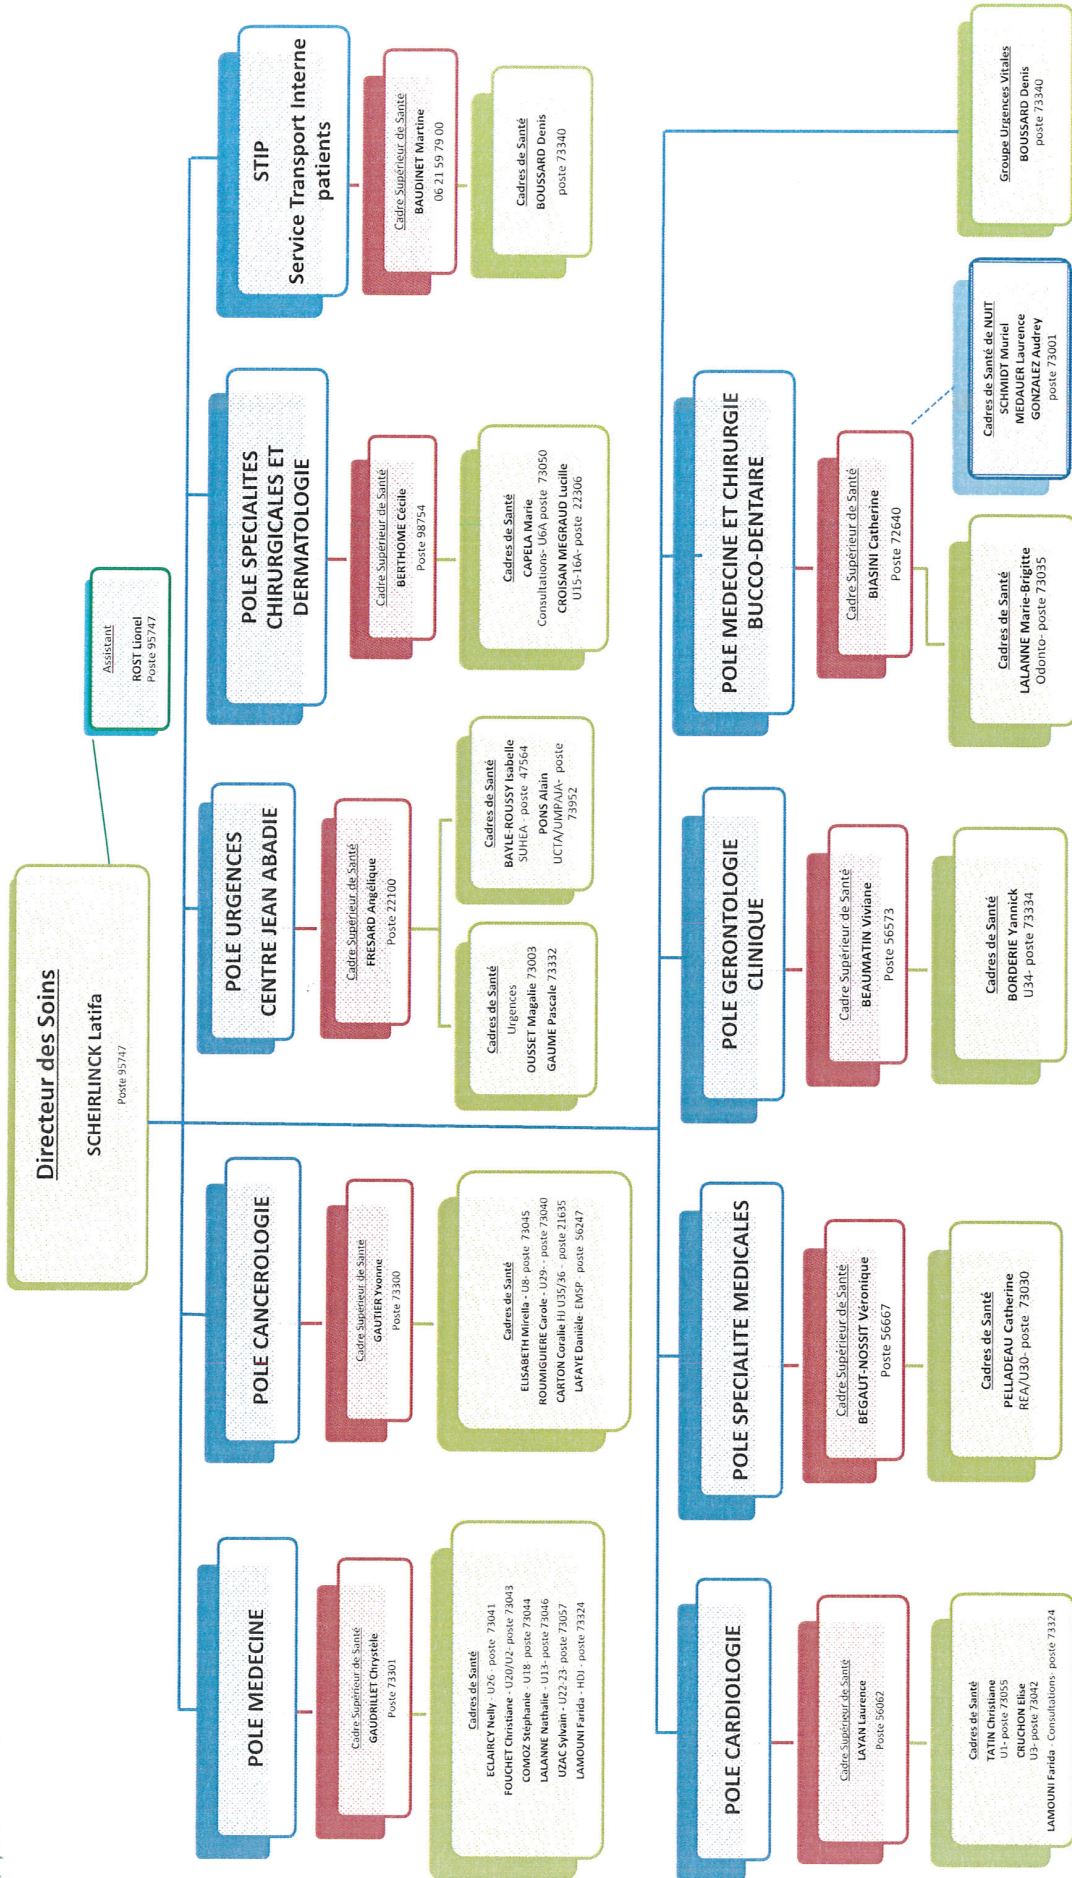 Directeur des Soins
SCHEIRLINCK Latifa
Poste 95747
Assistant
ROST Lionel
Poste 95747
POLE MEDECINE
Cadre Supérieur de Santé
GAUDRILLET Chrystèle
Poste 73301
Cadres de Santé
ECLAIRCY Nelly - U26 - poste 73041
FOUCHET Christiane - U20/U2- poste 73043
COMOZ Stéphanie - U18- poste 73044
LALANNE Nathalie - U13- poste 73046
UZAC Sylvain - U22-23- poste 73057
LAMOUNI Farida - HDJ - poste 73324
POLE CANCEROLOGIE
Cadre Supérieur de Santé
GAUTIER Yvonne
Poste 73300
Cadres de Santé
ELISABETH Mirella - U8- poste 73045
ROUMIGUIERE Carole - U29- - poste 73040
CARTON Coralie HJ U35/36 - poste 21635
LAFAYE Danièle- EMSP - poste 56247
POLE URGENCES
CENTRE JEAN ABADIE
Cadre Supérieur de Santé
FRESARD Angélique
Poste 22100
Cadres de Santé
Urgences
OUSSET Magalie 73003
GAUME Pascale 73332
Cadres de Santé
BAYLE-ROUSSY Isabelle
SUHEA - poste 47564
PONS Alain
UCTA/UMPAJA- poste
73952
POLE SPECIALITES
CHIRURGICALES ET
DERMATOLOGIE
Cadre Supérieur de Santé
BERTHOME Cécile
Poste 98754
Cadres de Santé
CAPELA Marie
Consultations- U6A poste 73050
CROISAN MEGRAUD Lucille
U15-16A- poste 22306
STIP
Service Transport Interne
patients
Cadre Supérieur de Santé
BAUDINET Martine
06 21 59 79 00
Cadres de Santé
BOUSSARD Denis
poste 73340
POLE CARDIOLOGIE
Cadre Supérieur de Santé
LAYAN Laurence
Poste 56062
Cadres de Santé
TATIN Christiane
U1- poste 73055
CRUCHON Elise
U3- poste 73042
LAMOUNI Farida - Consultations- poste 73324
POLE SPECIALITE MEDICALES
Cadre Supérieur de Santé
BEGAUT-NOSSIT Véronique
Poste 56667
Cadres de Santé
PELLADEAU Catherine
REA/U30- poste 73030
POLE GERONTOLOGIE
CLINIQUE
Cadre Supérieur de Santé
BEAUMATIN Viviane
Poste 56573
Cadres de Santé
BORDERIE Yannick
U34- poste 73334
POLE MEDECINE ET CHIRURGIE
BUCCO-DENTAIRE
Cadre Supérieur de Santé
BIASINI Catherine
Poste 72640
Cadres de Santé
LALANNE Marie-Brigitte
Odonto- poste 73035
Cadres de Santé de NUIT
SCHMIDT Muriel
MEDAUER Laurence
GONZALEZ Audrey
poste 73001
Groupe Urgences Vitales
BOUSSARD Denis
poste 73340